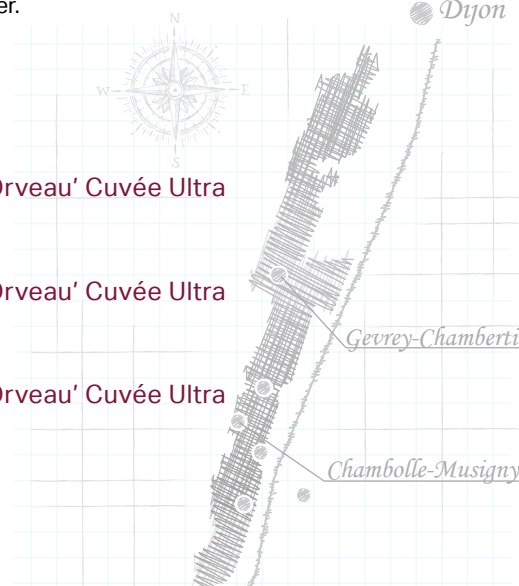 er.
Dijon
N
W
E
S
Orveau' Cuvée Ultra
Orveau' Cuvée Ultra
Gevrey-Chamberti
Orveau' Cuvée Ultra
Chambolle-Musigny